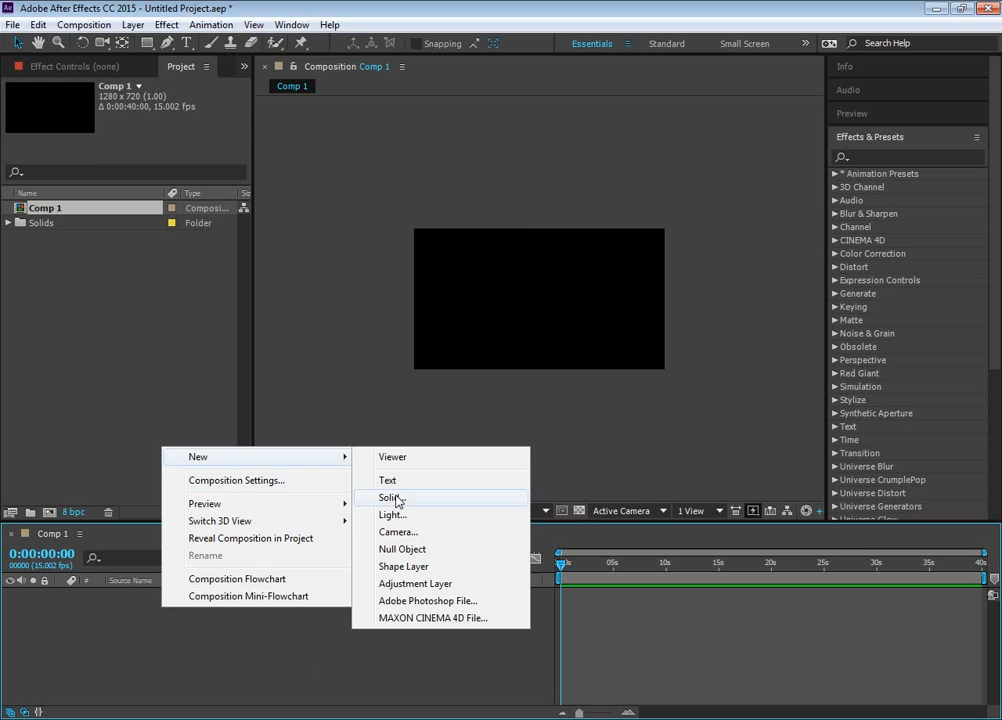 Adobe After Effects CC 2015 - Untitled Project.aep *
File Edit Composition Layer Effect Animation View Window Help
Snapping
Essentials Standard Small Screen Search Help
Effect Controls (none) Project
Composition Comp 1
Comp 1
Comp 1
1280 x 720 (1.00)
Δ 0:00:40:00, 15.002 fps
Name Type
Comp 1 Composi...
Solids Folder
Info
Audio
Preview
Effects & Presets
* Animation Presets
3D Channel
Audio
Blur & Sharpen
Channel
CINEMA 4D
Color Correction
Distort
Expression Controls
Generate
Keying
Matte
Noise & Grain
Obsolete
Perspective
Red Giant
Simulation
Stylize
Synthetic Aperture
Text
Time
Transition
Universe Blur
Universe CrumplePop
Universe Distort
Universe Generators
New
Composition Settings...
Preview
Switch 3D View
Reveal Composition in Project
Rename
Composition Flowchart
Composition Mini-Flowchart
Viewer
Text
Solid...
Light...
Camera...
Null Object
Shape Layer
Adjustment Layer
Adobe Photoshop File...
MAXON CINEMA 4D File...
8 bpc
Active Camera 1 View
Comp 1
0:00:00:00
00000 (15.002 fps)
# Source Name
05s 10s 15s 20s 25s 30s 35s 40s